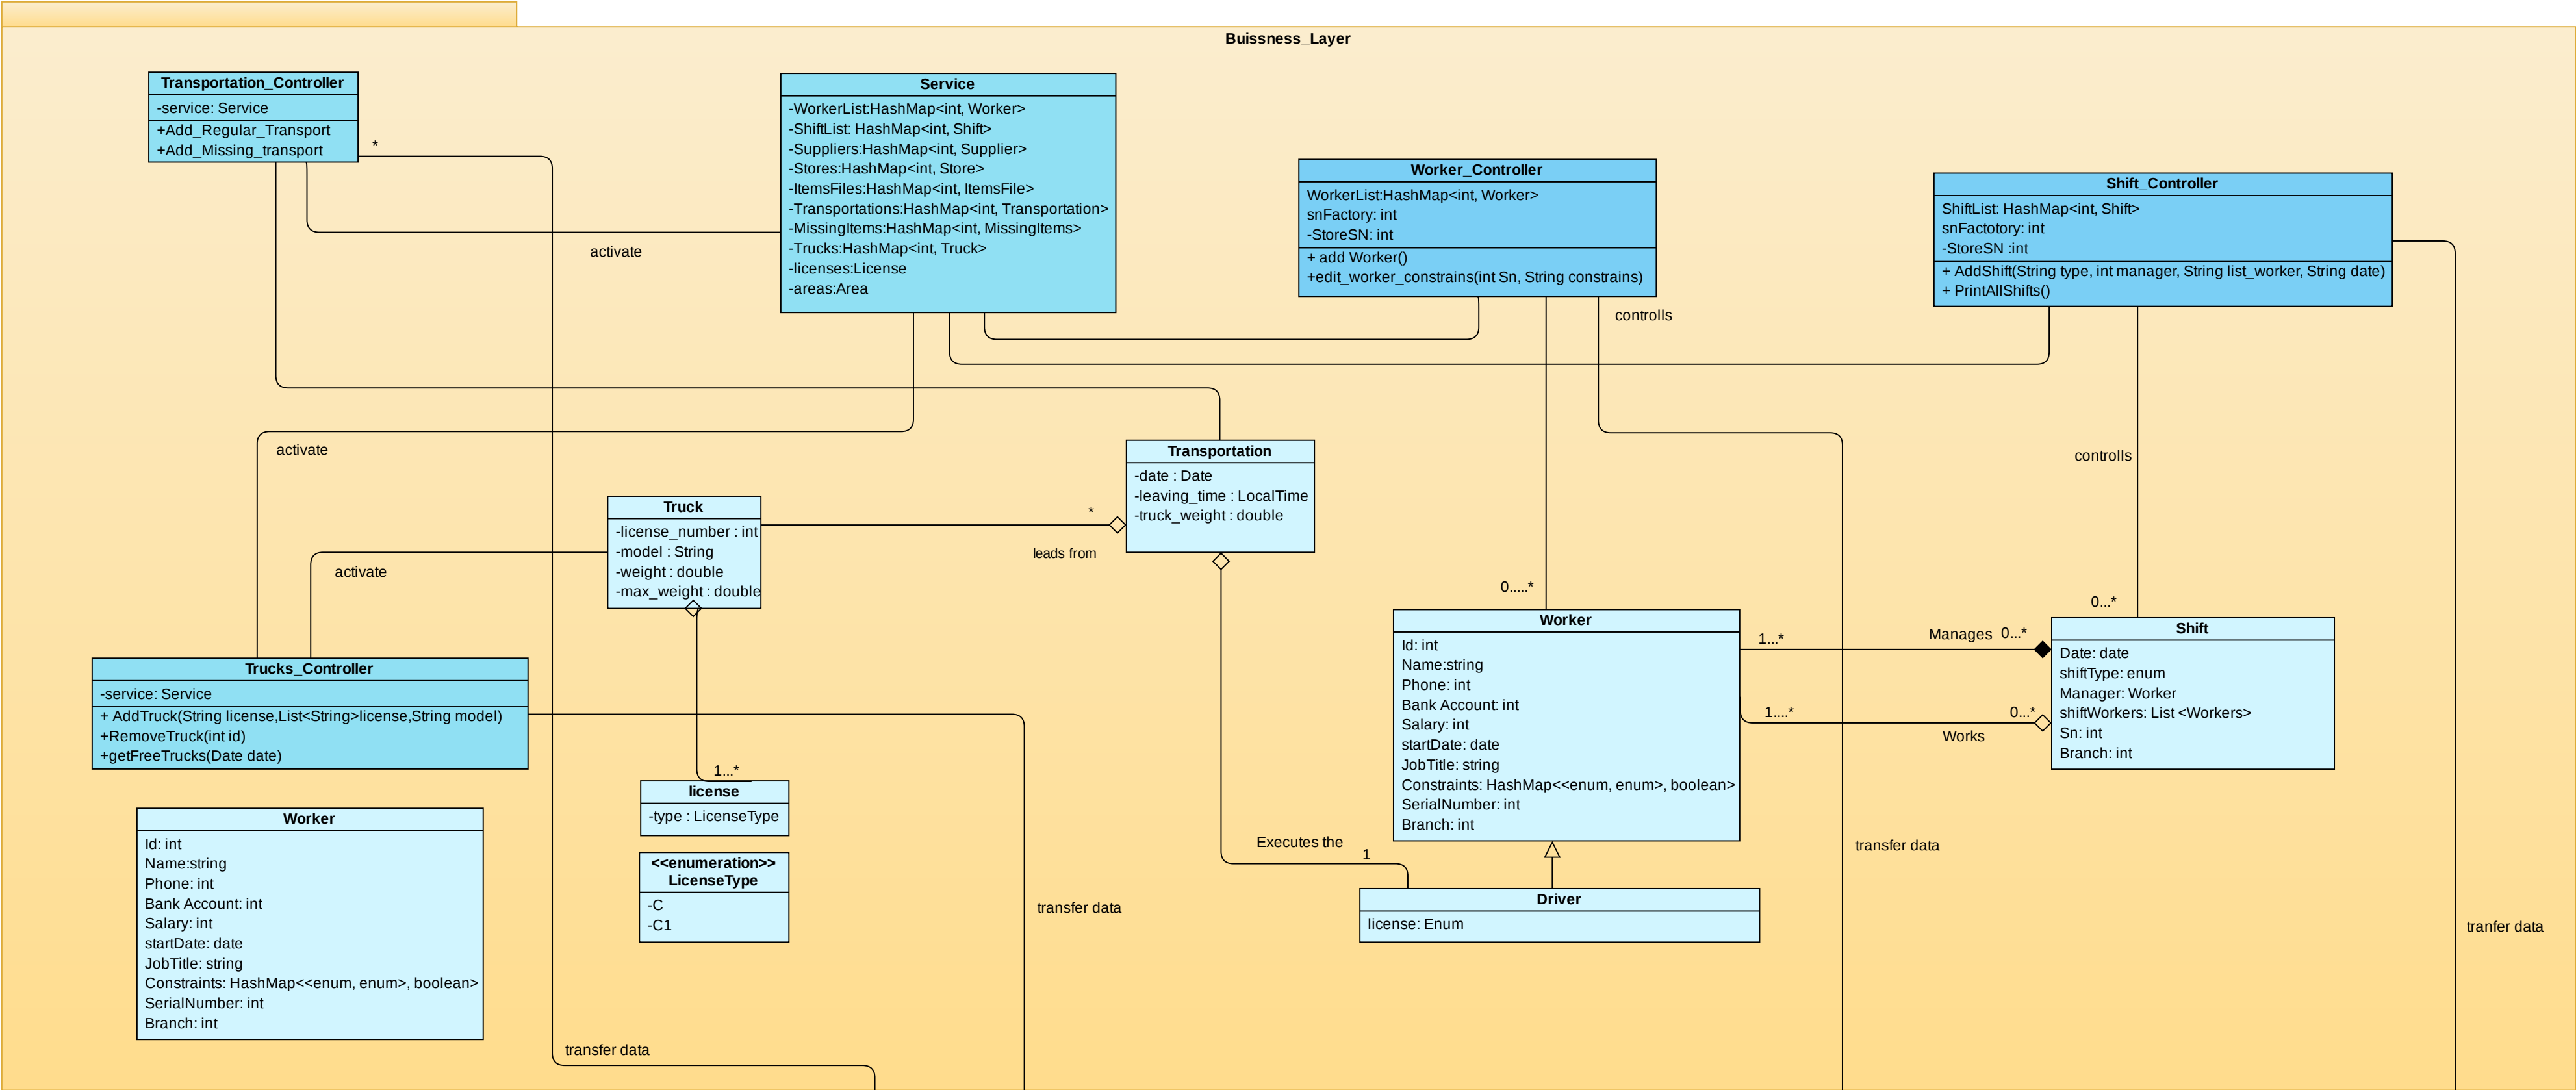 Buissness_Layer
Transportation_Controller
-service: Service
+Add_Regular_Transport
+Add_Missing_transport
*
activate
Service
-WorkerList:HashMap<int, Worker>
-ShiftList: HashMap<int, Shift>
-Suppliers:HashMap<int, Supplier>
-Stores:HashMap<int, Store>
-ItemsFiles:HashMap<int, ItemsFile>
-Transportations:HashMap<int, Transportation>
-MissingItems:HashMap<int, MissingItems>
-Trucks:HashMap<int, Truck>
-licenses:License
-areas:Area
Worker_Controller
WorkerList:HashMap<int, Worker>
snFactory: int
-StoreSN: int
+ add Worker()
+edit_worker_constrains(int Sn, String constrains)
controlls
Shift_Controller
ShiftList: HashMap<int, Shift>
snFactotory: int
-StoreSN :int
+ AddShift(String type, int manager, String list_worker, String date)
+ PrintAllShifts()
controlls
activate
Transportation
-date : Date
-leaving_time : LocalTime
-truck_weight : double
Truck
-license_number : int
-model : String
-weight : double
-max_weight : double
*
leads from
activate
0.....*
0...*
Trucks_Controller
-service: Service
+ AddTruck(String license,List<String>license,String model)
+RemoveTruck(int id)
+getFreeTrucks(Date date)
Worker
Id: int
Name:string
Phone: int
Bank Account: int
Salary: int
startDate: date
JobTitle: string
Constraints: HashMap<<enum, enum>, boolean>
SerialNumber: int
Branch: int
1...*
Manages
0...*
1....*
0...*
Works
Shift
Date: date
shiftType: enum
Manager: Worker
shiftWorkers: List <Workers>
Sn: int
Branch: int
1...*
license
-type : LicenseType
<<enumeration>>
LicenseType
-C
-C1
Worker
Id: int
Name:string
Phone: int
Bank Account: int
Salary: int
startDate: date
JobTitle: string
Constraints: HashMap<<enum, enum>, boolean>
SerialNumber: int
Branch: int
Executes the
1
Driver
license: Enum
transfer data
transfer data
tranfer data
transfer data